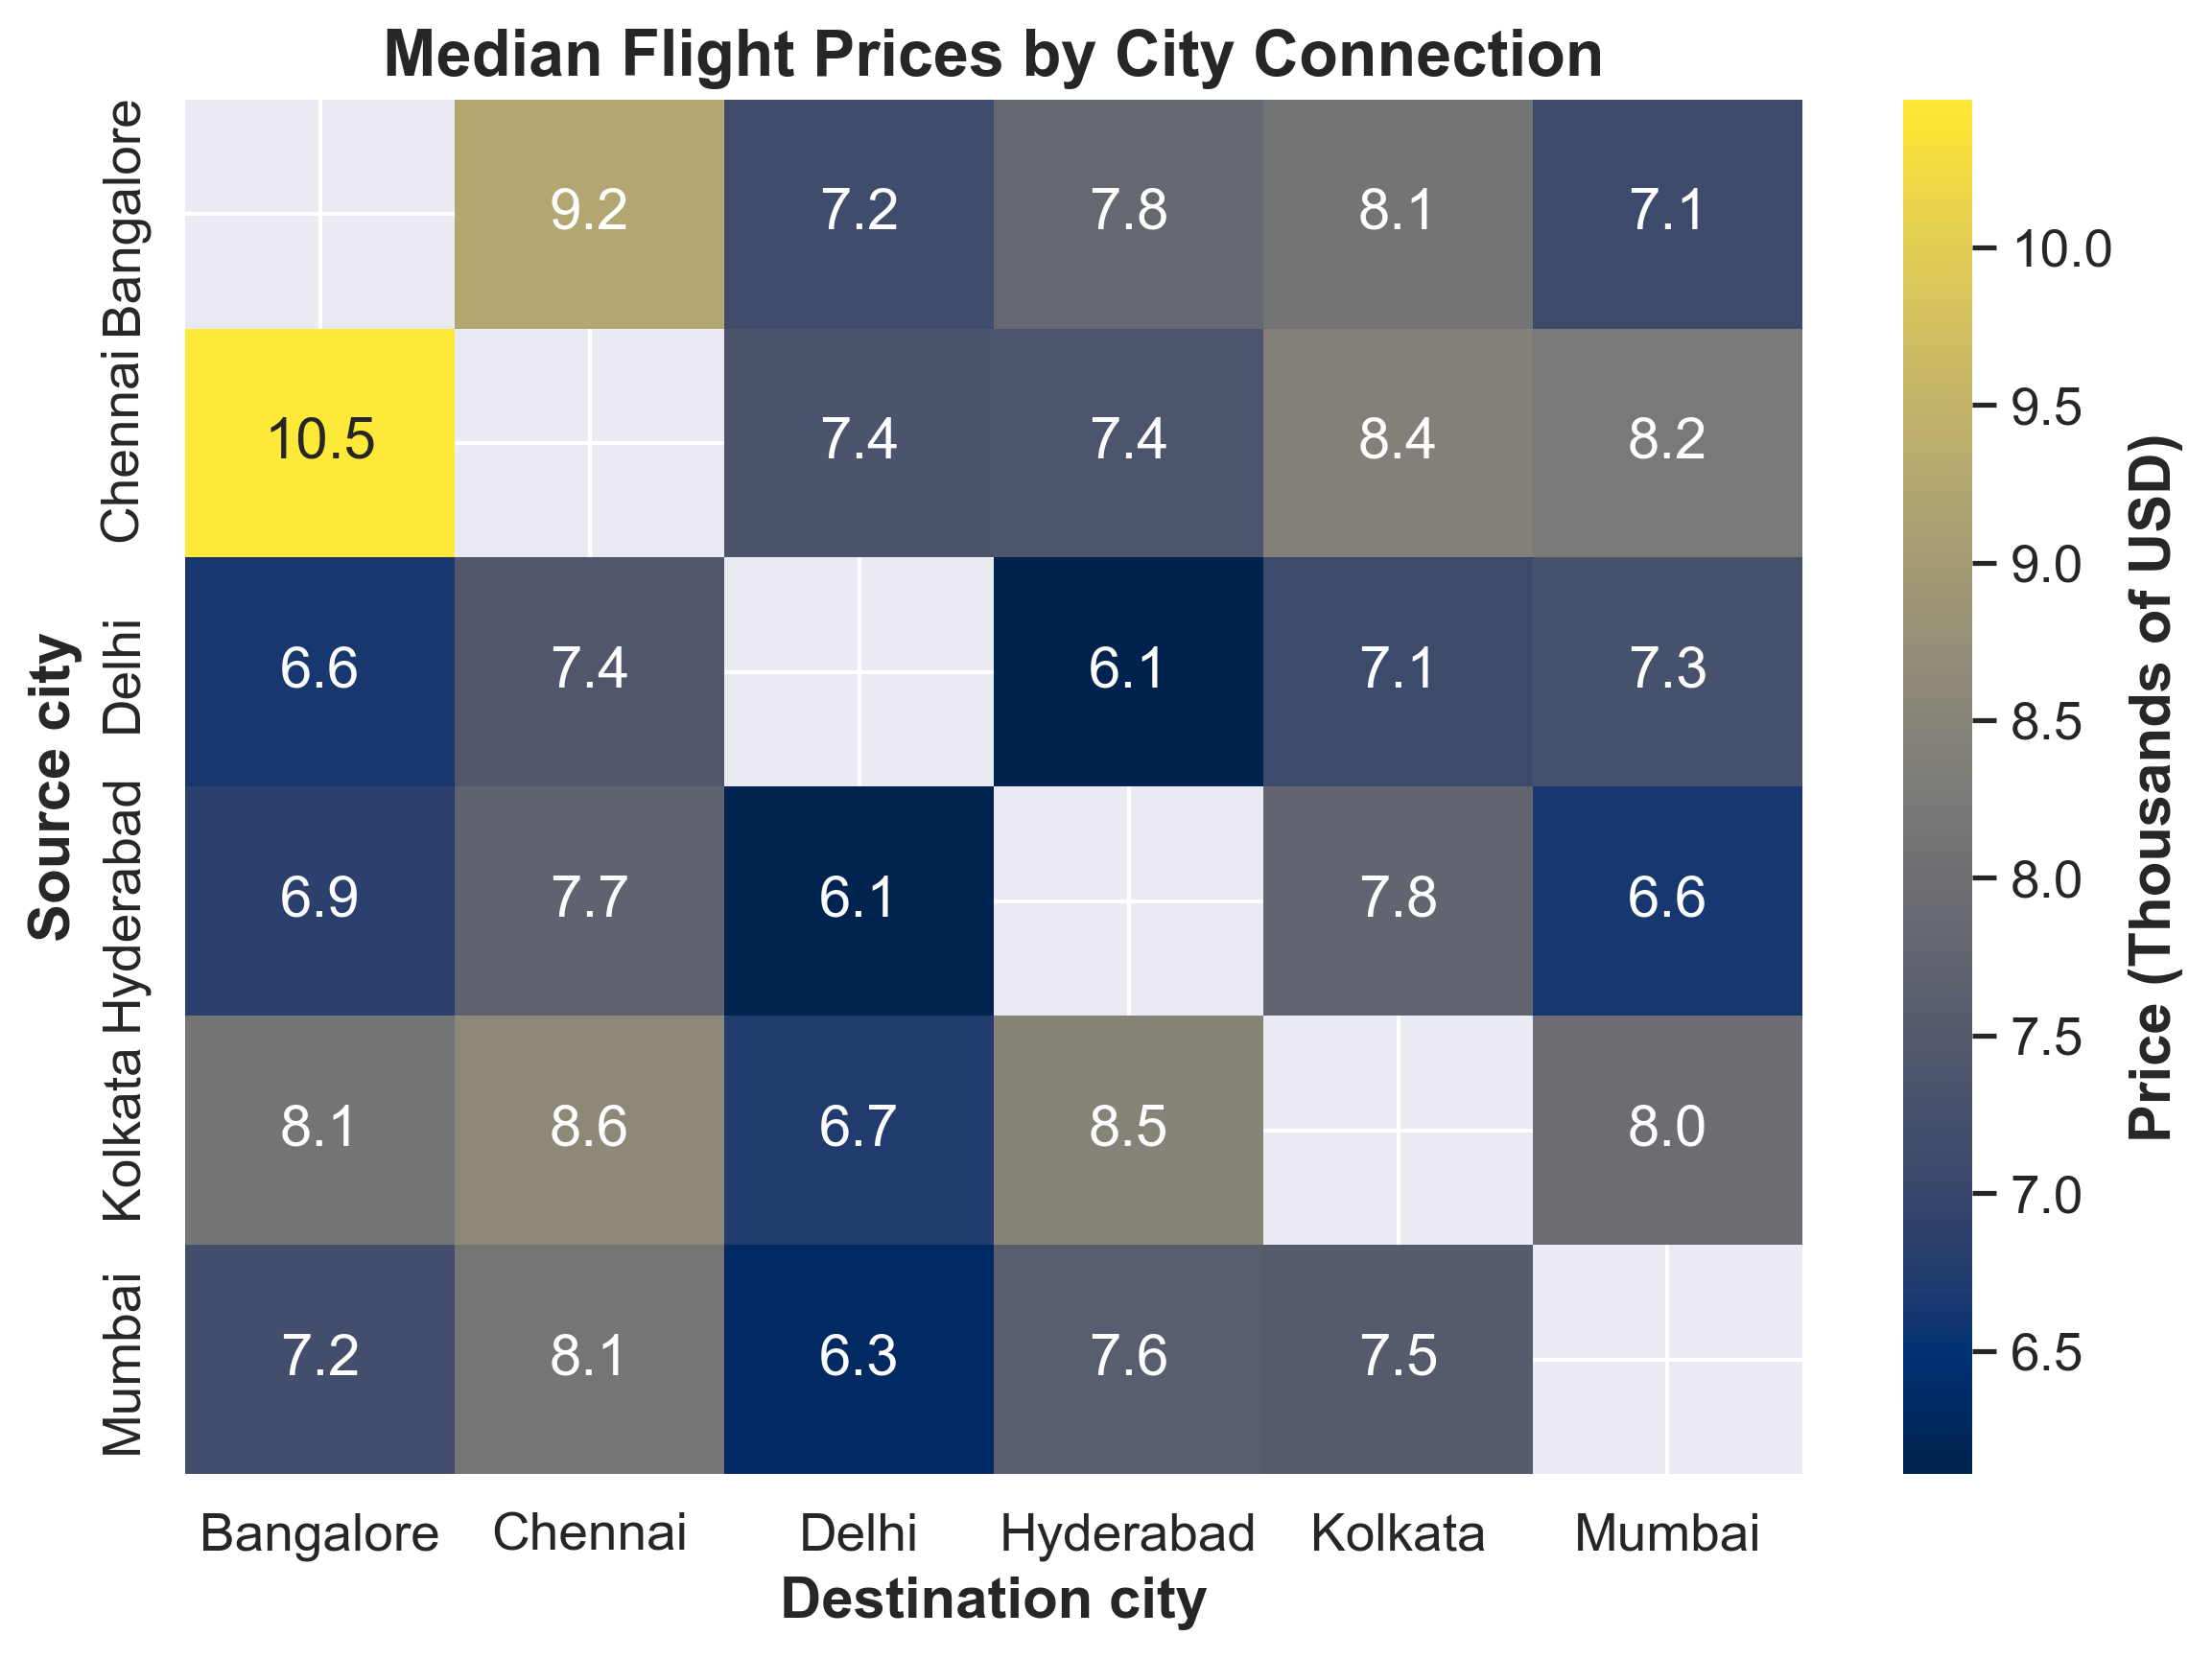 Median Flight Prices by City Connection
Source city
Bangalore
9.2 7.2 7.8 8.1 7.1
Chennai
10.5 7.4 7.4 8.4 8.2
Delhi
6.6 7.4 6.1 7.1 7.3
Hyderabad
6.9 7.7 6.1 7.8 6.6
Kolkata
8.1 8.6 6.7 8.5 8.0
Mumbai
7.2 8.1 6.3 7.6 7.5
Bangalore Chennai Delhi Hyderabad Kolkata Mumbai
Destination city
10.0
9.5
9.0
8.5
8.0
7.5
7.0
6.5
Price (Thousands of USD)